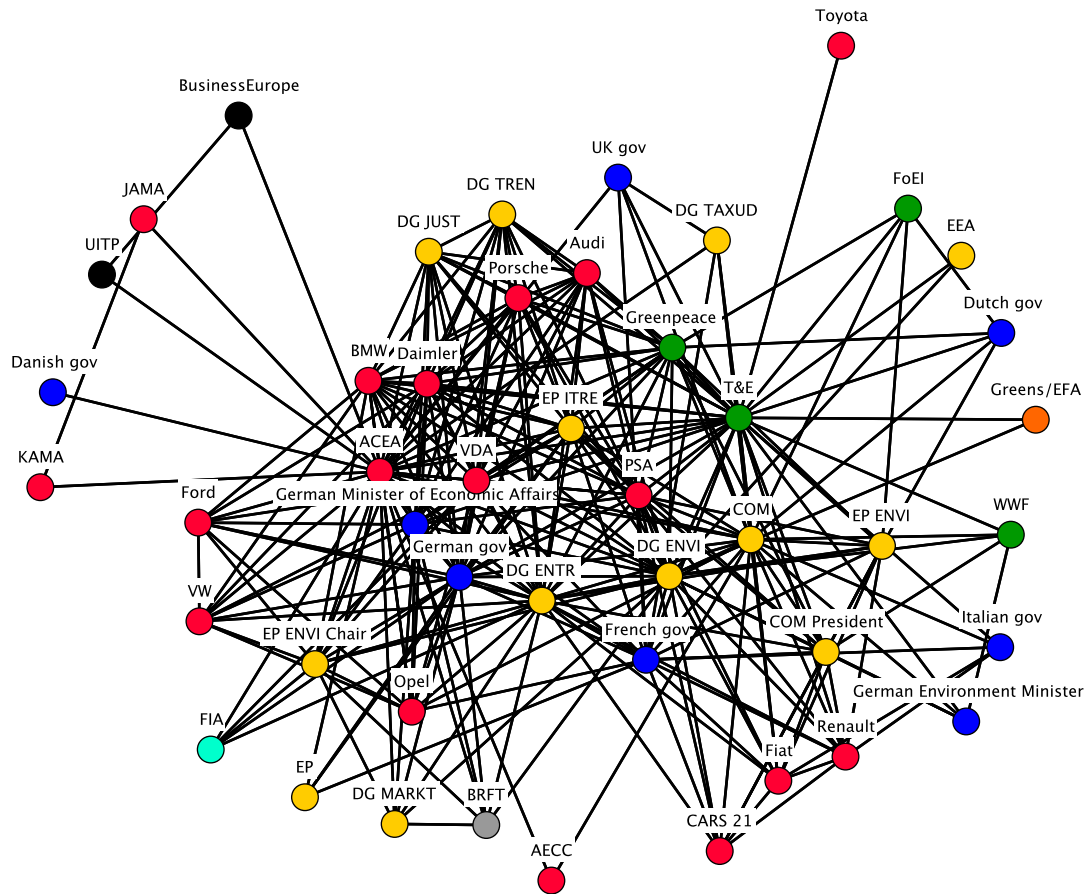 Toyota
BusinessEurope
UK gov
JAMA
DG TREN
FoEI
DG TAXUD
DG JUST
EEA
UITP
Audi
Porsche
Dutch gov
Greenpeace
Danish gov
BMW
Daimler
T&E
Greens/EFA
EP ITRE
ACEA
VDA
KAMA
PSA
Ford
German Minister of Economic Affairs
COM
WWF
EP ENVI
German gov
DG ENVI
DG ENTR
VW
EP ENVI Chair
French gov
COM President
Italian gov
Opel
German Environment Minister
FIA
Renault
Fiat
EP
DG MARKT
BRFT
CARS 21
AECC